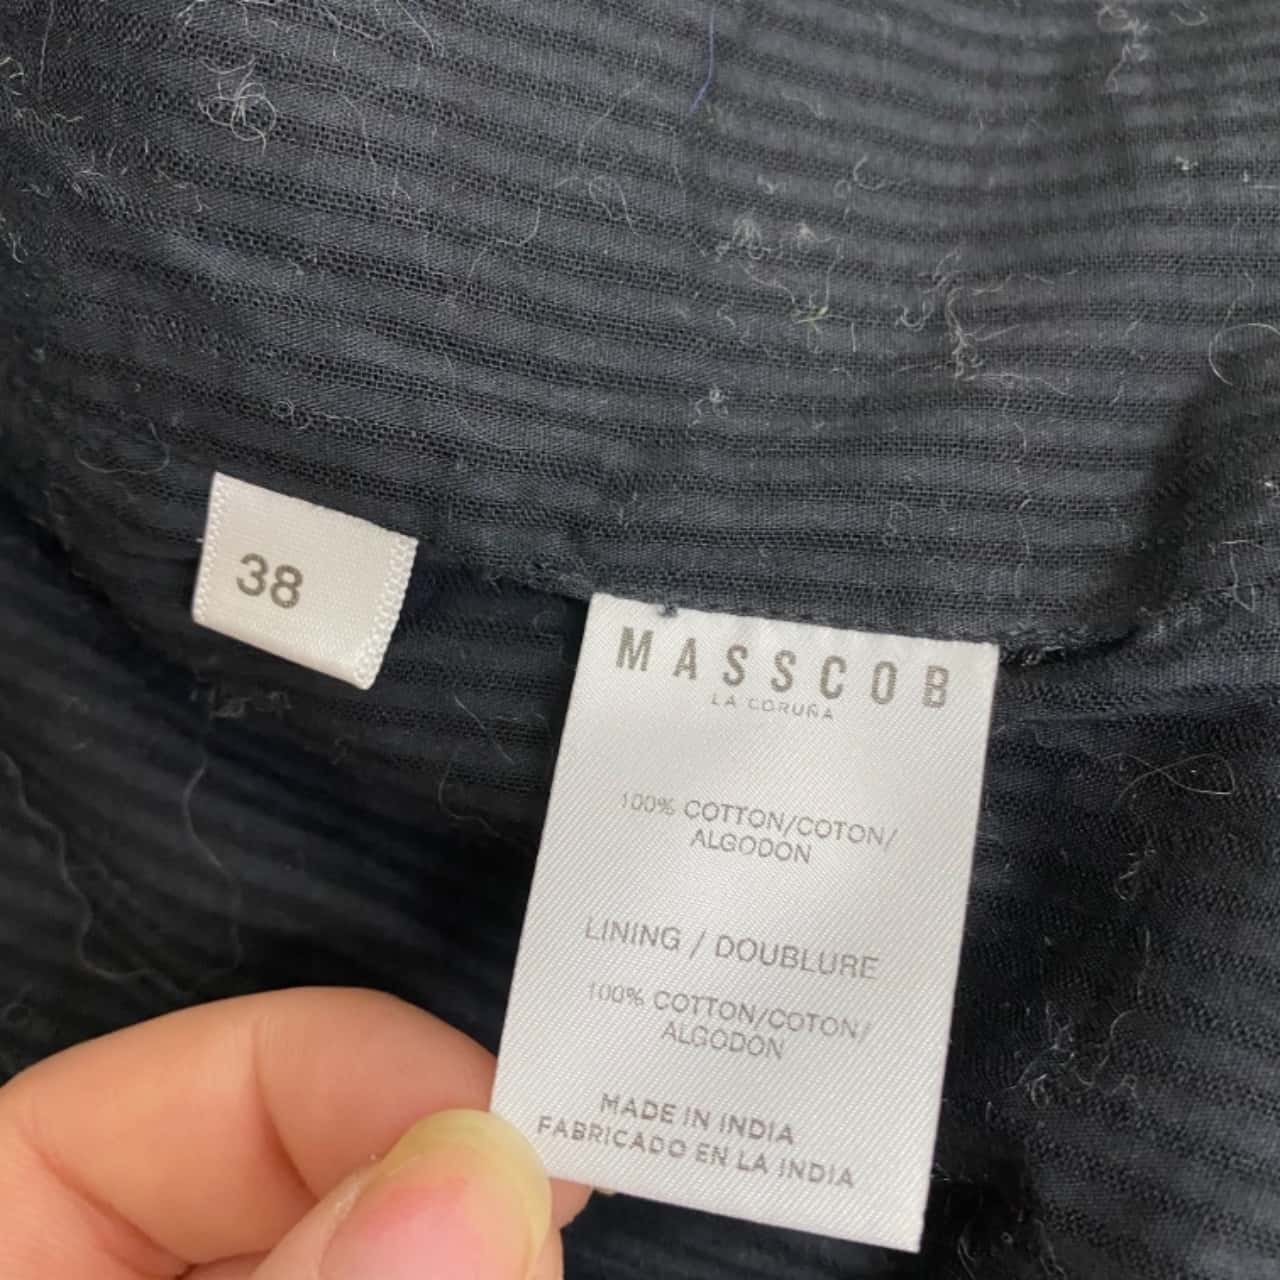 38
MASSCOB
LA CORUÑA
100% COTTON/COTON/
ALGODON
LINING / DOUBLURE
100% COTTON/COTON/
ALGODON
MADE IN INDIA
FABRICADO EN LA INDIA